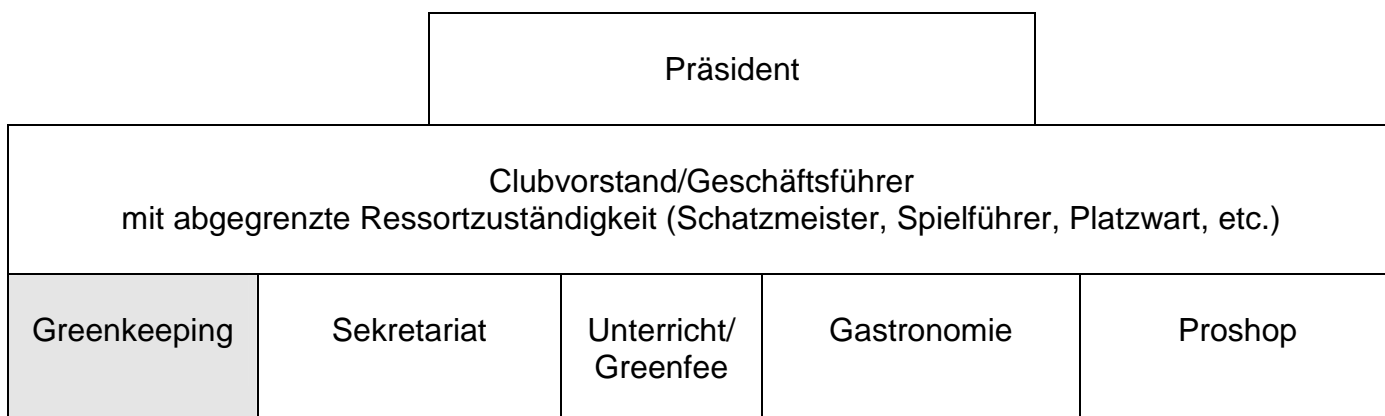 Präsident
Clubvorstand/Geschäftsführer
mit abgegrenzte Ressortzuständigkeit (Schatzmeister, Spielführer, Platzwart, etc.)
Greenkeeping
Sekretariat
Unterricht/
Greenfee
Gastronomie
Proshop